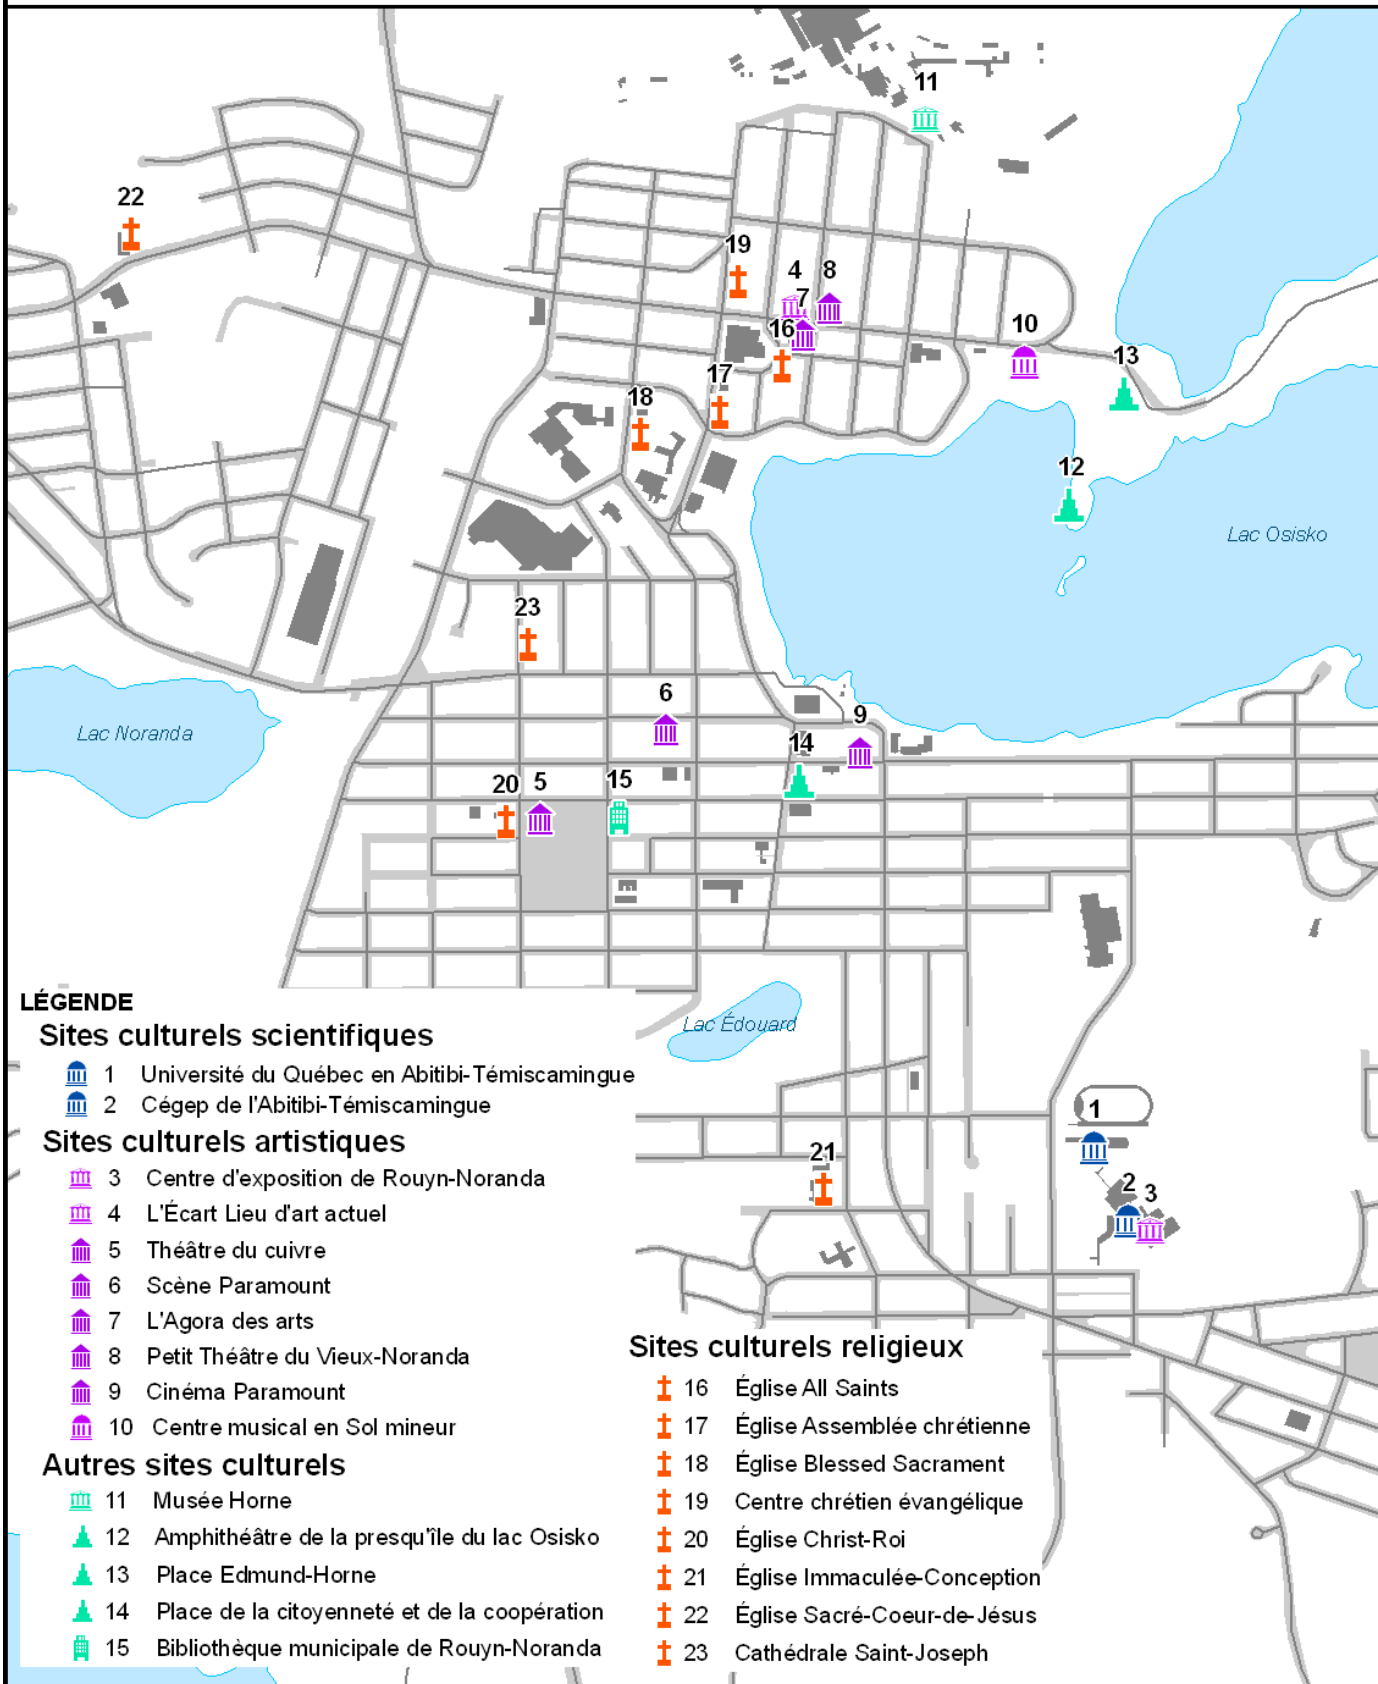 11
22
19
4
8
7
16
10
13
17
18
12
Lac Osisko
23
6
9
Lac Noranda
14
20
5
15
Lac Édouard
1
21
2
3
LÉGENDE
Sites culturels scientifiques
1 Université du Québec en Abitibi-Témiscamingue
2 Cégep de l'Abitibi-Témiscamingue
Sites culturels artistiques
3 Centre d'exposition de Rouyn-Noranda
4 L'Écart Lieu d'art actuel
5 Théâtre du cuivre
6 Scène Paramount
7 L'Agora des arts
8 Petit Théâtre du Vieux-Noranda
9 Cinéma Paramount
10 Centre musical en Sol mineur
Autres sites culturels
11 Musée Horne
12 Amphithéâtre de la presqu'île du lac Osisko
13 Place Edmund-Horne
14 Place de la citoyenneté et de la coopération
15 Bibliothèque municipale de Rouyn-Noranda
Sites culturels religieux
16 Église All Saints
17 Église Assemblée chrétienne
18 Église Blessed Sacrament
19 Centre chrétien évangélique
20 Église Christ-Roi
21 Église Immaculée-Conception
22 Église Sacré-Coeur-de-Jésus
23 Cathédrale Saint-Joseph